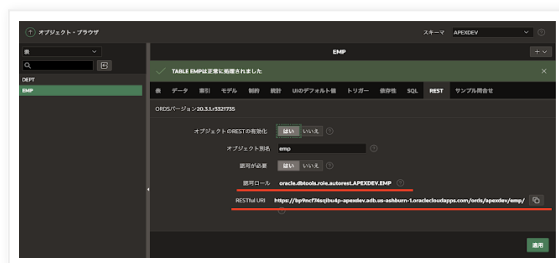 オブジェクト・ブラウザ
スキーマ APEXDEV
表
EMP
DEPT
EMP
TABLE EMPは正常に処理されました
表 データ 索引 モデル 制約 統計 UIのデフォルト値 トリガー 依存性 SQL REST サンプル問合せ
ORDSバージョン 20.3.1.r3321735
オブジェクトのRESTの有効化 はい いいえ
オブジェクト別名 emp
認可が必要 はい いいえ
認可ロール oracle.dbtools.role.autorest.APEXDEV.EMP
RESTful URI
適用